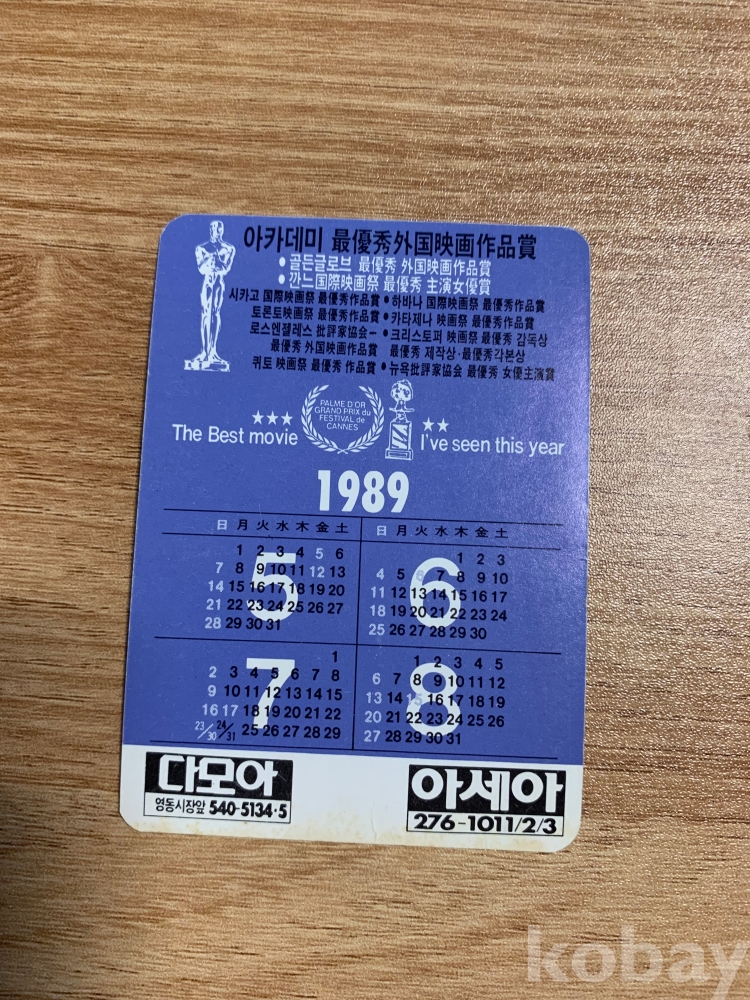 아카데미 最優秀外国映画作品賞
● 골든글로브 最優秀 外国映画作品賞
● 깐느 国際映画祭 最優秀 主演女優賞
시카고 国際映画祭 最優秀作品賞 ● 하바나 国際映画祭 最優秀作品賞
토론토映画祭 最優秀作品賞 ● 카타제나 映画祭 最優秀作品賞
로스엔젤레스 批評家協会ー ● 크리스토퍼 映画祭 最優秀 감독상
最優秀 外国映画作品賞 最優秀 제작상·最優秀각본상
퀴토 映画祭 最優秀 作品賞 ● 뉴욕批評家協会 最優秀 女優主演賞
PALME D'OR
GRAND PRIX du
FESTIVAL de
CANNES
★★★ ★★
The Best movie I've seen this year
1989
日 月 火 水 木 金 土
5
1 2 3 4 5 6
7 8 9 10 11 12 13
14 15 16 17 18 19 20
21 22 23 24 25 26 27
28 29 30 31
日 月 火 水 木 金 土
6
1 2 3
4 5 6 7 8 9 10
11 12 13 14 15 16 17
18 19 20 21 22 23 24
25 26 27 28 29 30
7
1
2 3 4 5 6 7 8
9 10 11 12 13 14 15
16 17 18 19 20 21 22
23/30 24/31 25 26 27 28 29
8
1 2 3 4 5
6 7 8 9 10 11 12
13 14 15 16 17 18 19
20 21 22 23 24 25 26
27 28 29 30 31
다모아
영동시장앞 540-5134·5
아세아
276-1011/2/3
kobay